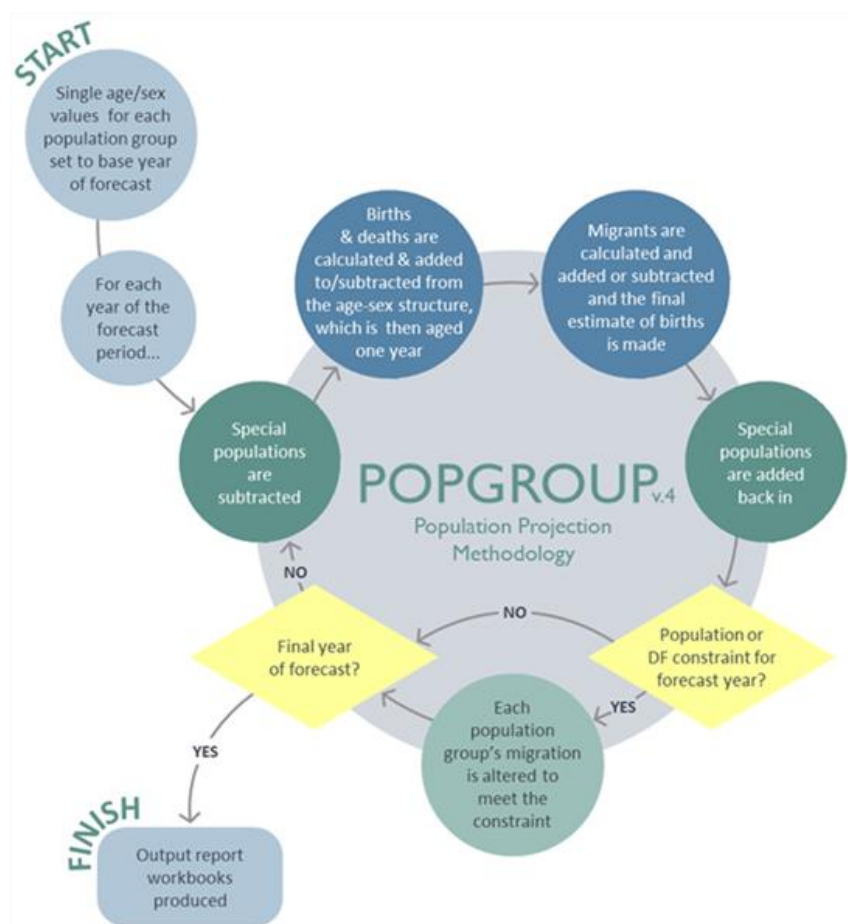 START
Single age/sex
values for each
population group
set to base year
of forecast
For each
year of the
forecast
period...
Special
populations
are
subtracted
Births
& deaths are
calculated & added
to/subtracted from
the age-sex structure,
which is then aged
one year
Migrants are
calculated and
added or subtracted
and the final
estimate of births
is made
Special
populations
are added
back in
POPGROUP v.4
Population Projection
Methodology
Population or
DF constraint for
forecast year?
NO
YES
Each
population
group's migration
is altered to
meet the
constraint
Final year
of forecast?
NO
YES
FINISH
Output report
workbooks
produced